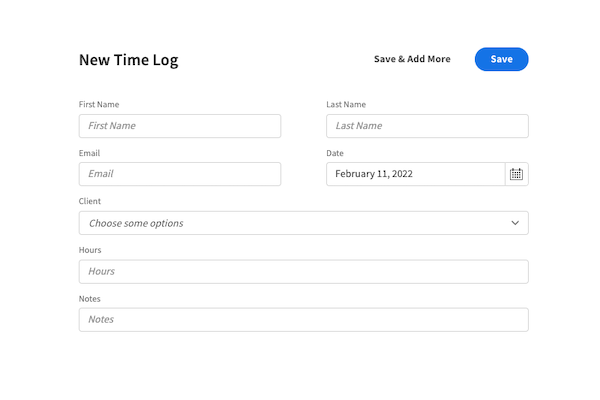 New Time Log
Save & Add More
Save
First Name
Last Name
First Name
Last Name
Email
Date
Email
February 11, 2022
Client
Choose some options
Hours
Hours
Notes
Notes